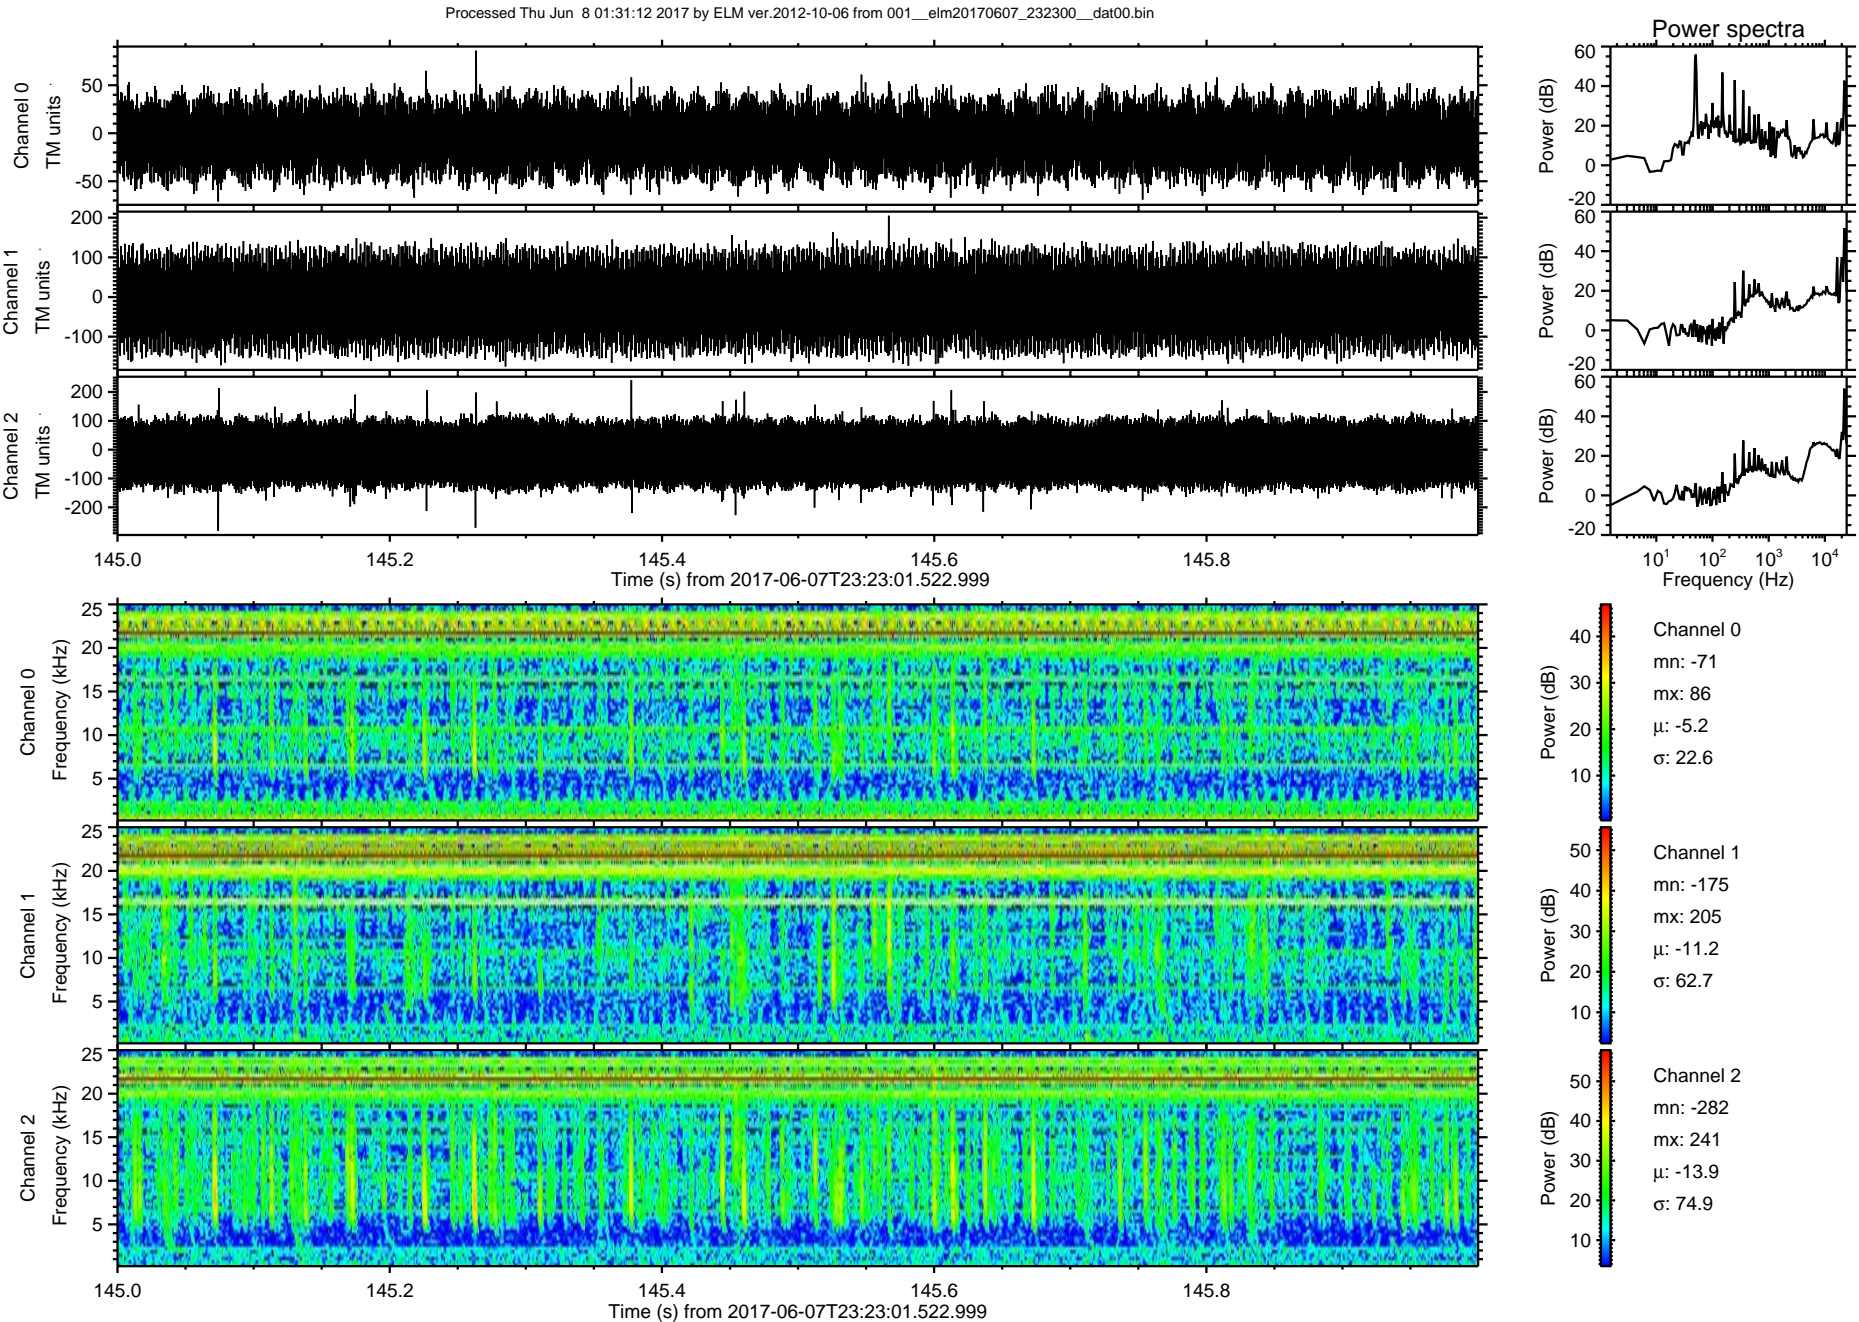 Processed Thu Jun 8 01:31:12 2017 by ELM ver.2012-10-06 from 001__elm20170607_232300__dat00.bin
Power spectra
Channel 0
TM units
50
0
-50
Power (dB)
60
40
20
0
-20
Channel 1
TM units
200
100
0
-100
Power (dB)
60
40
20
0
-20
Channel 2
TM units
200
100
0
-100
-200
Power (dB)
60
40
20
0
-20
145.0 145.2 145.4 145.6 145.8
Time (s) from 2017-06-07T23:23:01.522.999
10¹ 10² 10³ 10⁴
Frequency (Hz)
Channel 0
Frequency (kHz)
25
20
15
10
5
Power (dB)
40
30
20
10
Channel 0
mn: -71
mx: 86
µ: -5.2
σ: 22.6
Channel 1
Frequency (kHz)
25
20
15
10
5
Power (dB)
50
40
30
20
10
Channel 1
mn: -175
mx: 205
µ: -11.2
σ: 62.7
Channel 2
Frequency (kHz)
25
20
15
10
5
Power (dB)
50
40
30
20
10
Channel 2
mn: -282
mx: 241
µ: -13.9
σ: 74.9
145.0 145.2 145.4 145.6 145.8
Time (s) from 2017-06-07T23:23:01.522.999